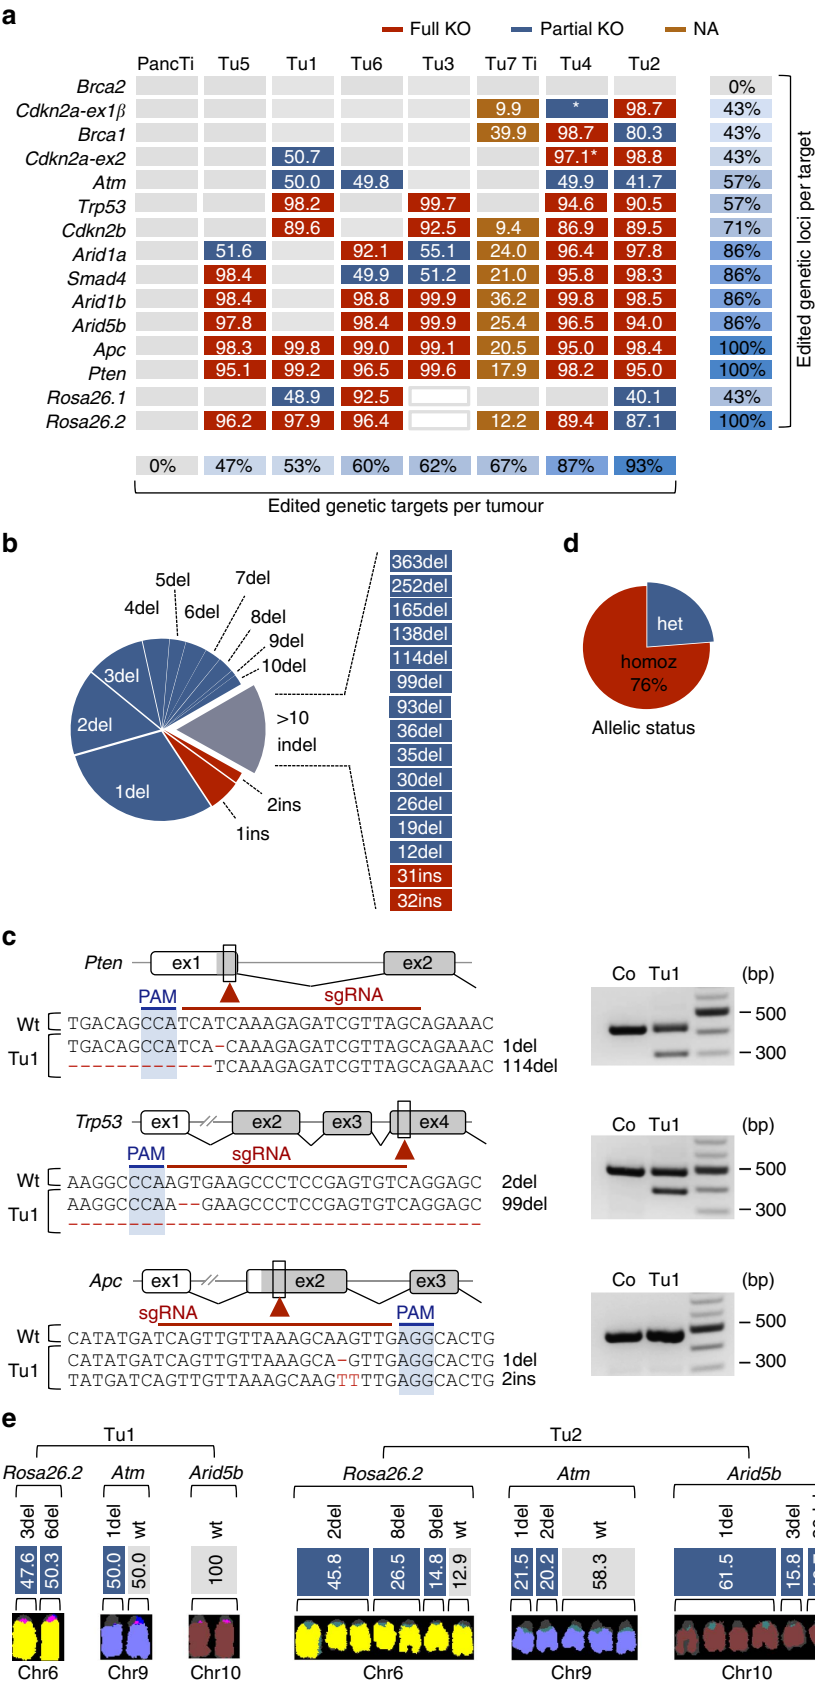 a
Full KO Partial KO NA
PancTi Tu5 Tu1 Tu6 Tu3 Tu7 Ti Tu4 Tu2
Brca2 0%
Cdkn2a-ex1β 9.9 * 98.7 43%
Brca1 39.9 98.7 80.3 43%
Cdkn2a-ex2 50.7 97.1* 98.8 43%
Atm 50.0 49.8 49.9 41.7 57%
Trp53 98.2 99.7 94.6 90.5 57%
Cdkn2b 89.6 92.5 9.4 86.9 89.5 71%
Arid1a 51.6 92.1 55.1 24.0 96.4 97.8 86%
Smad4 98.4 49.9 51.2 21.0 95.8 98.3 86%
Arid1b 98.4 98.8 99.9 36.2 99.8 98.5 86%
Arid5b 97.8 98.4 99.9 25.4 96.5 94.0 86%
Apc 98.3 99.8 99.0 99.1 20.5 95.0 98.4 100%
Pten 95.1 99.2 96.5 99.6 17.9 98.2 95.0 100%
Rosa26.1 48.9 92.5 40.1 43%
Rosa26.2 96.2 97.9 96.4 12.2 89.4 87.1 100%
Edited genetic loci per target
0% 47% 53% 60% 62% 67% 87% 93%
Edited genetic targets per tumour
b
1del
2del
3del
4del
5del
6del
7del
8del
9del
10del
>10
indel
2ins
1ins
363del
252del
165del
138del
114del
99del
93del
36del
35del
30del
26del
19del
12del
31ins
32ins
d
het
homoz
76%
Allelic status
c
Pten ex1 ex2
PAM sgRNA
Wt TGACAGCCATCATCAAAGAGATCGTTAGCAGAAAC
Tu1 TGACAGCCATCA-CAAAGAGATCGTTAGCAGAAAC 1del
------------TCAAAGAGATCGTTAGCAGAAAC 114del
Co Tu1 (bp)
500
300
Trp53 ex1 ex2 ex3 ex4
PAM sgRNA
Wt AAGGCCCAAGTGAAGCCCTCCGAGTGTCAGGAGC 2del
Tu1 AAGGCCCAA--GAAGCCCTCCGAGTGTCAGGAGC 99del
----------------------------------
Co Tu1 (bp)
500
300
Apc ex1 ex2 ex3
sgRNA PAM
Wt CATATGATCAGTTGTTAAAGCAAGTTGAGGCACTG
Tu1 CATATGATCAGTTGTTAAAGCA-GTTGAGGCACTG 1del
TATGATCAGTTGTTAAAGCAAGTTTTGAGGCACTG 2ins
Co Tu1 (bp)
500
300
e
Tu1 Tu2
Rosa26.2 Atm Arid5b Rosa26.2 Atm Arid5b
3del 6del 1del wt wt 2del 8del 9del wt 1del 2del wt 1del 3del
47.6 50.3 50.0 50.0 100 45.8 26.5 14.8 12.9 21.5 20.2 58.3 61.5 15.8
Chr6 Chr9 Chr10 Chr6 Chr9 Chr10